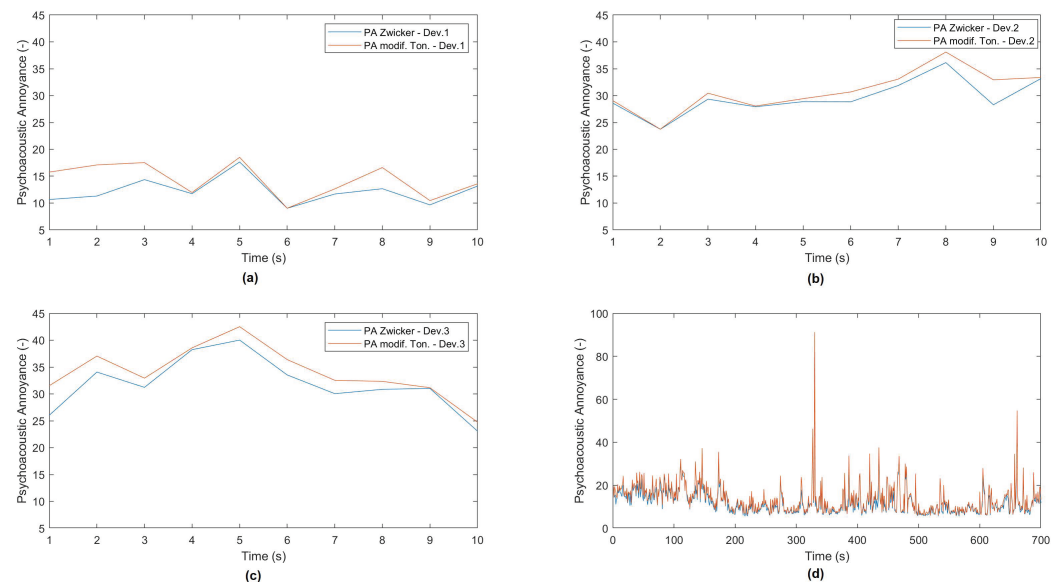 45
40
35
30
25
20
15
10
5
Psychoacoustic Annoyance (-)
PA Zwicker - Dev.1
PA modif. Ton. - Dev.1
1 2 3 4 5 6 7 8 9 10
Time (s)
(a)
45
40
35
30
25
20
15
10
5
Psychoacoustic Annoyance (-)
PA Zwicker - Dev.2
PA modif. Ton. - Dev.2
1 2 3 4 5 6 7 8 9 10
Time (s)
(b)
45
40
35
30
25
20
15
10
5
Psychoacoustic Annoyance (-)
PA Zwicker - Dev.3
PA modif. Ton. - Dev.3
1 2 3 4 5 6 7 8 9 10
Time (s)
(c)
100
80
60
40
20
0
Psychoacoustic Annoyance (-)
0 100 200 300 400 500 600 700
Time (s)
(d)